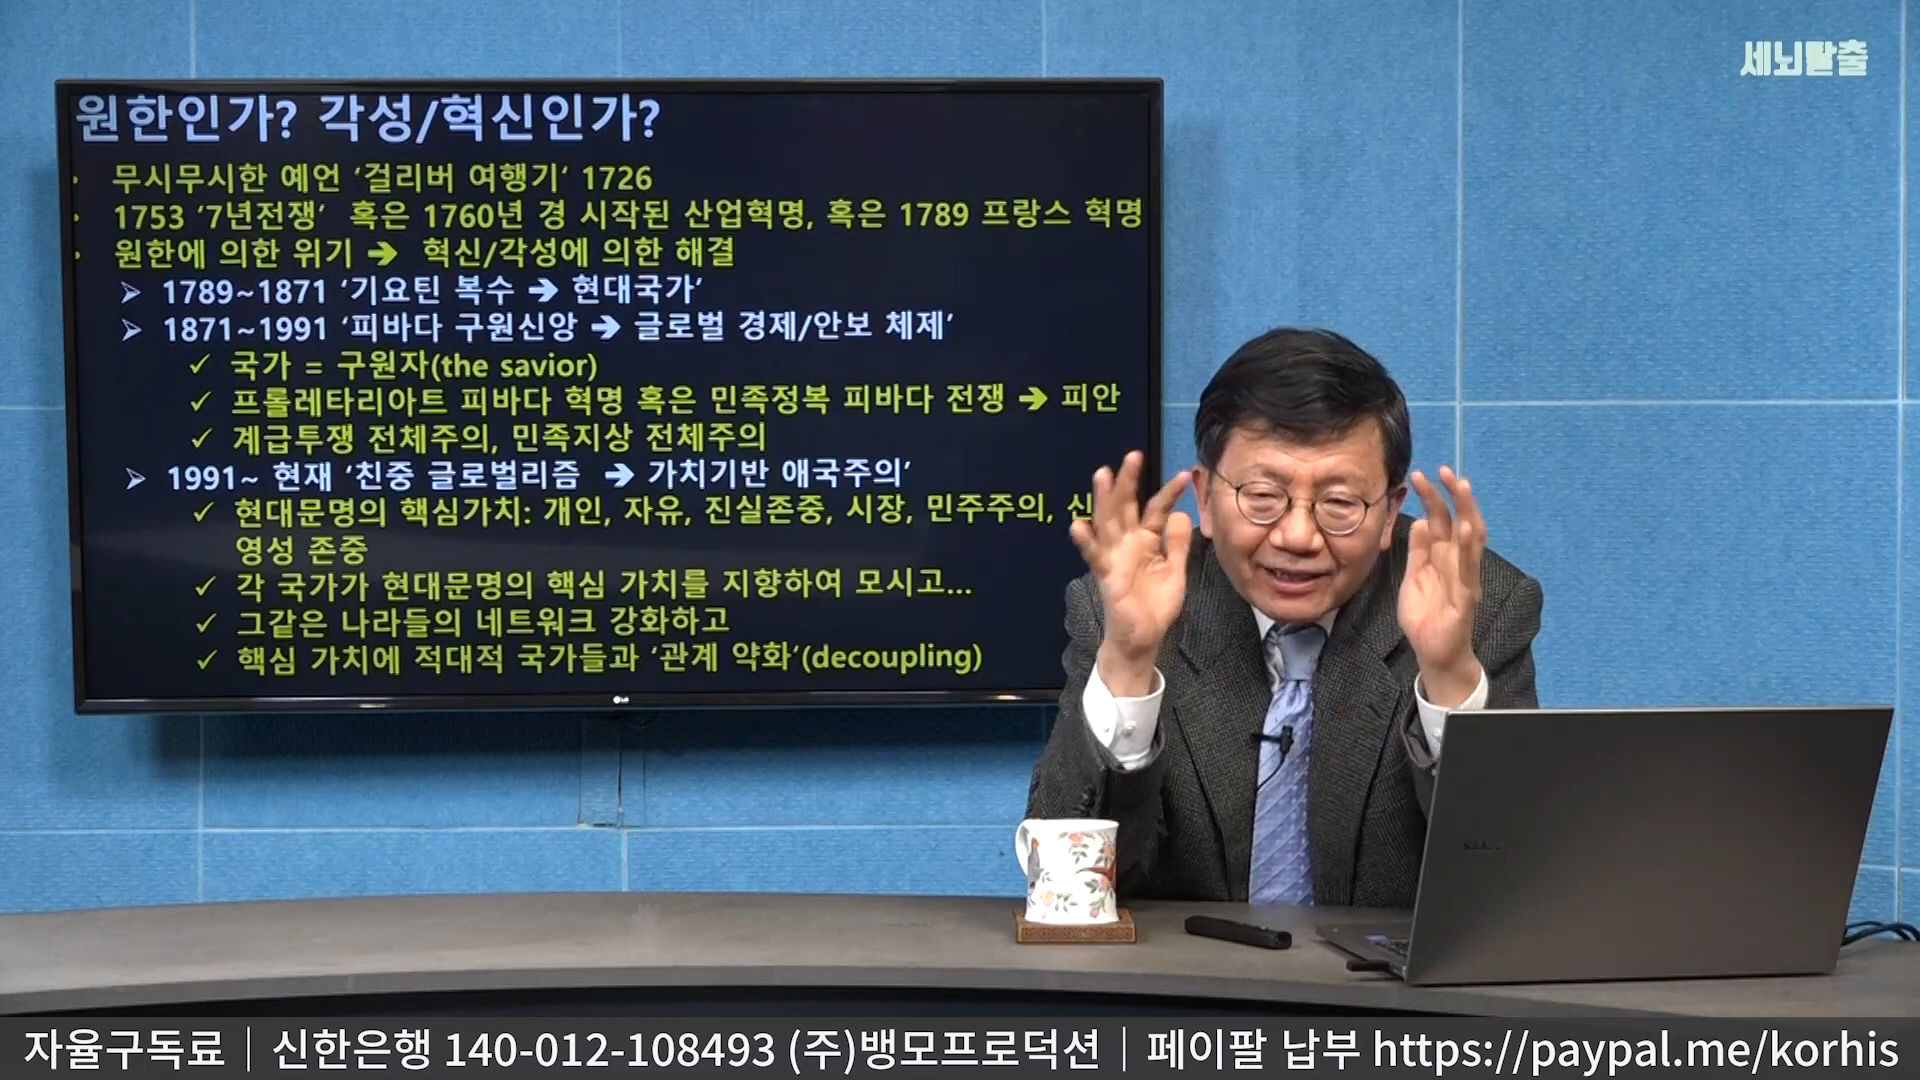 세뇌탈출
원한인가? 각성/혁신인가?
• 무시무시한 예언 ‘걸리버 여행기‘ 1726
• 1753 ’7년전쟁’ 혹은 1760년 경 시작된 산업혁명, 혹은 1789 프랑스 혁명
• 원한에 의한 위기 ➔ 혁신/각성에 의한 해결
➢ 1789~1871 ‘기요틴 복수 ➔ 현대국가’
➢ 1871~1991 ‘피바다 구원신앙 ➔ 글로벌 경제/안보 체제’
✓ 국가 = 구원자(the savior)
✓ 프롤레타리아트 피바다 혁명 혹은 민족정복 피바다 전쟁 ➔ 피안
✓ 계급투쟁 전체주의, 민족지상 전체주의
➢ 1991~ 현재 ‘친중 글로벌리즘 ➔ 가치기반 애국주의’
✓ 현대문명의 핵심가치: 개인, 자유, 진실존중, 시장, 민주주의, 신
영성 존중
✓ 각 국가가 현대문명의 핵심 가치를 지향하여 모시고...
✓ 그같은 나라들의 네트워크 강화하고
✓ 핵심 가치에 적대적 국가들과 ‘관계 약화‘(decoupling)
LG
자율구독료｜신한은행 140-012-108493 (주)뱅모프로덕션｜페이팔 납부 https://paypal.me/korhis